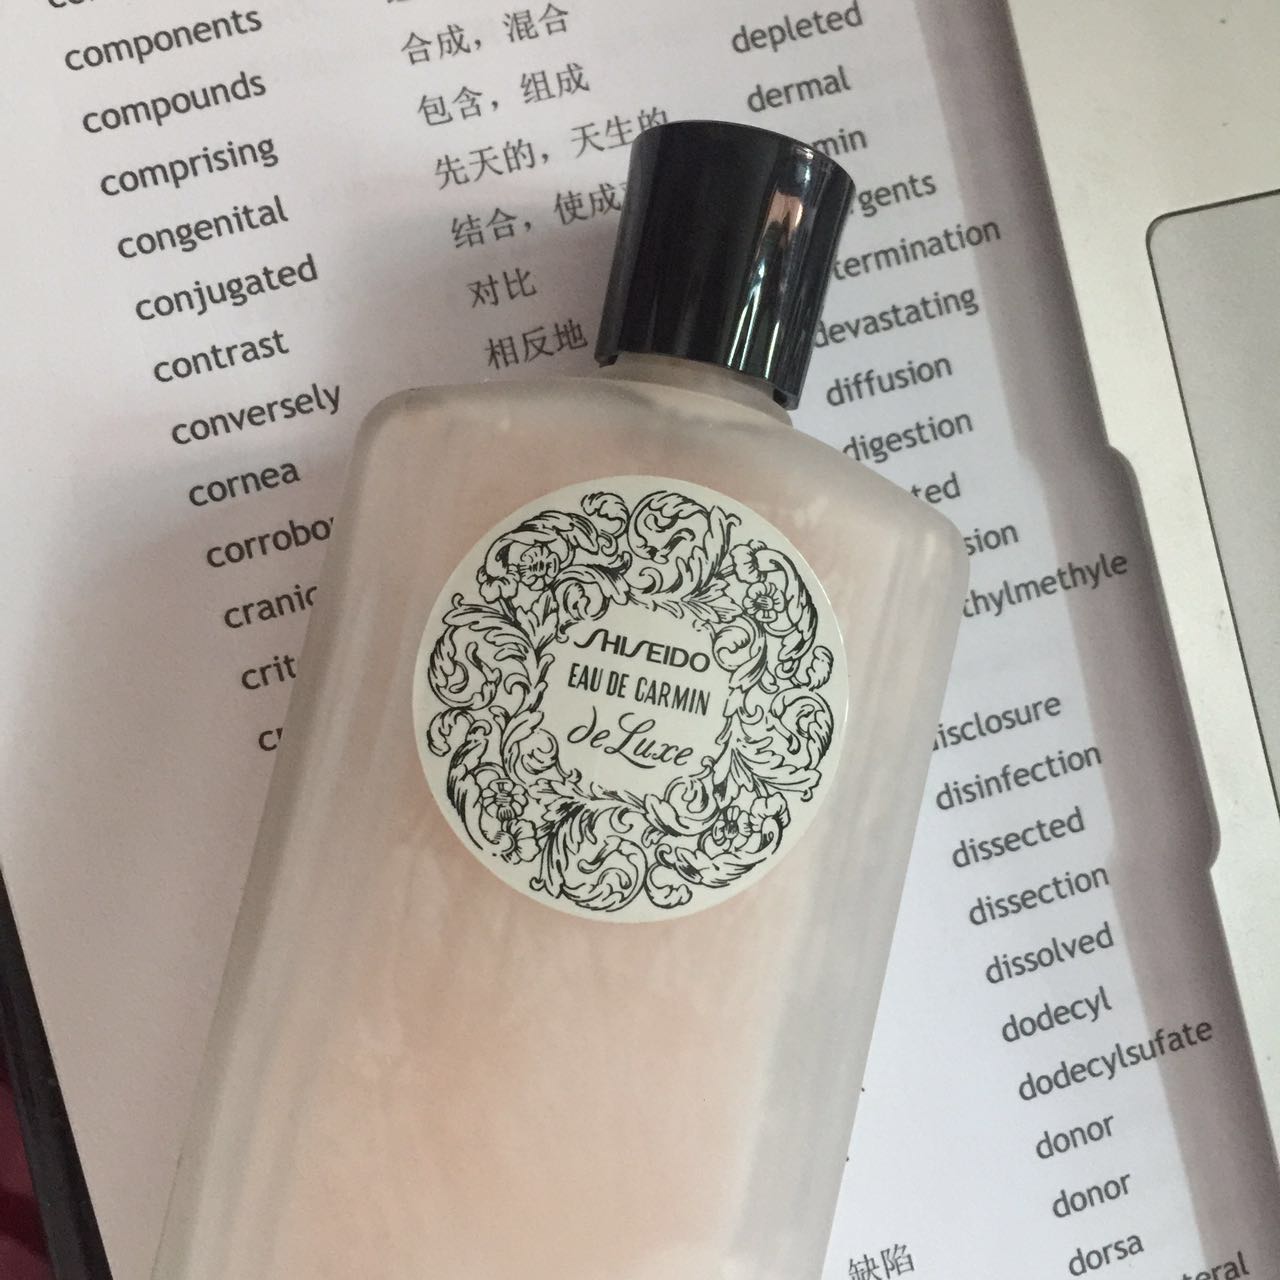 components
compounds
comprising
congenital
conjugated
contrast
conversely
cornea
合成，混合
包含，组成
先天的，天生的
结合，使成
对比
相反地
depleted
dermal
devastating
diffusion
digestion
disclosure
disinfection
dissected
dissection
dissolved
dodecyl
dodecylsufate
donor
donor
dorsa
缺陷
SHISEIDO
EAU DE CARMIN
de Luxe